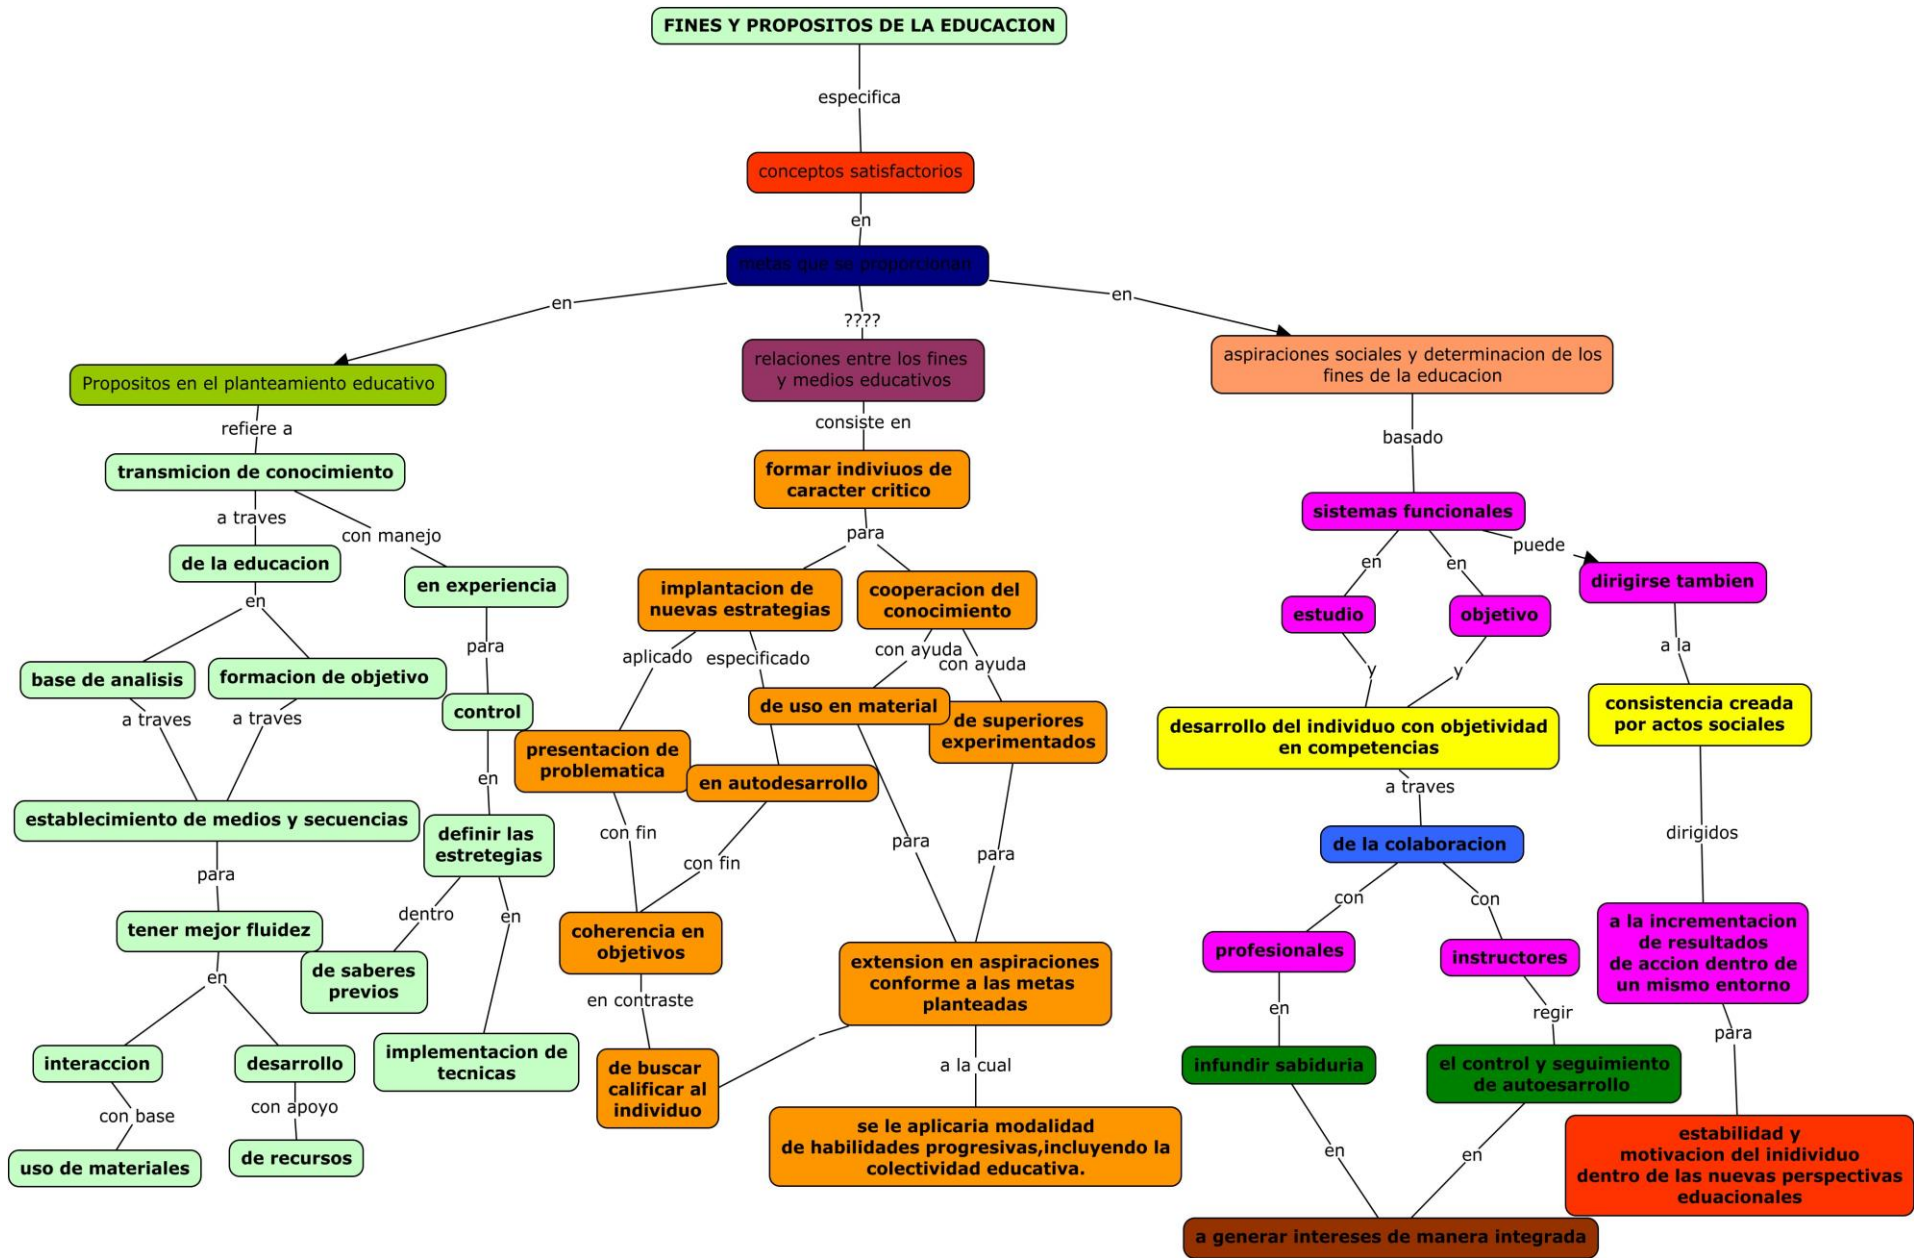 FINES Y PROPOSITOS DE LA EDUCACION
especifica
conceptos satisfactorios
en
metas que se proporcionan
en
????
en
Propositos en el planteamiento educativo
relaciones entre los fines
y medios educativos
aspiraciones sociales y determinacion de los
fines de la educacion
refiere a
transmicion de conocimiento
a traves
con manejo
de la educacion
en experiencia
en
para
base de analisis
formacion de objetivo
control
a traves
a traves
en
establecimiento de medios y secuencias
definir las
estretegias
para
dentro
en
tener mejor fluidez
de saberes
previos
en
implementacion de
tecnicas
interaccion
desarrollo
con base
con apoyo
uso de materiales
de recursos
consiste en
formar indiviuos de
caracter critico
para
implantacion de
nuevas estrategias
cooperacion del
conocimiento
aplicado
especificado
con ayuda
con ayuda
de uso en material
de superiores
experimentados
presentacion de
problematica
en autodesarrollo
con fin
con fin
para
para
coherencia en
objetivos
extension en aspiraciones
conforme a las metas
planteadas
en contraste
de buscar
calificar al
individuo
a la cual
se le aplicaria modalidad
de habilidades progresivas,incluyendo la
colectividad educativa.
basado
sistemas funcionales
en
en
puede
estudio
objetivo
dirigirse tambien
y
y
a la
desarrollo del individuo con objetividad
en competencias
consistencia creada
por actos sociales
a traves
dirigidos
de la colaboracion
con
con
profesionales
instructores
a la incrementacion
de resultados
de accion dentro de
un mismo entorno
en
regir
para
infundir sabiduria
el control y seguimiento
de autoesarrollo
en
en
estabilidad y
motivacion del inidividuo
dentro de las nuevas perspectivas
eduacionales
a generar intereses de manera integrada